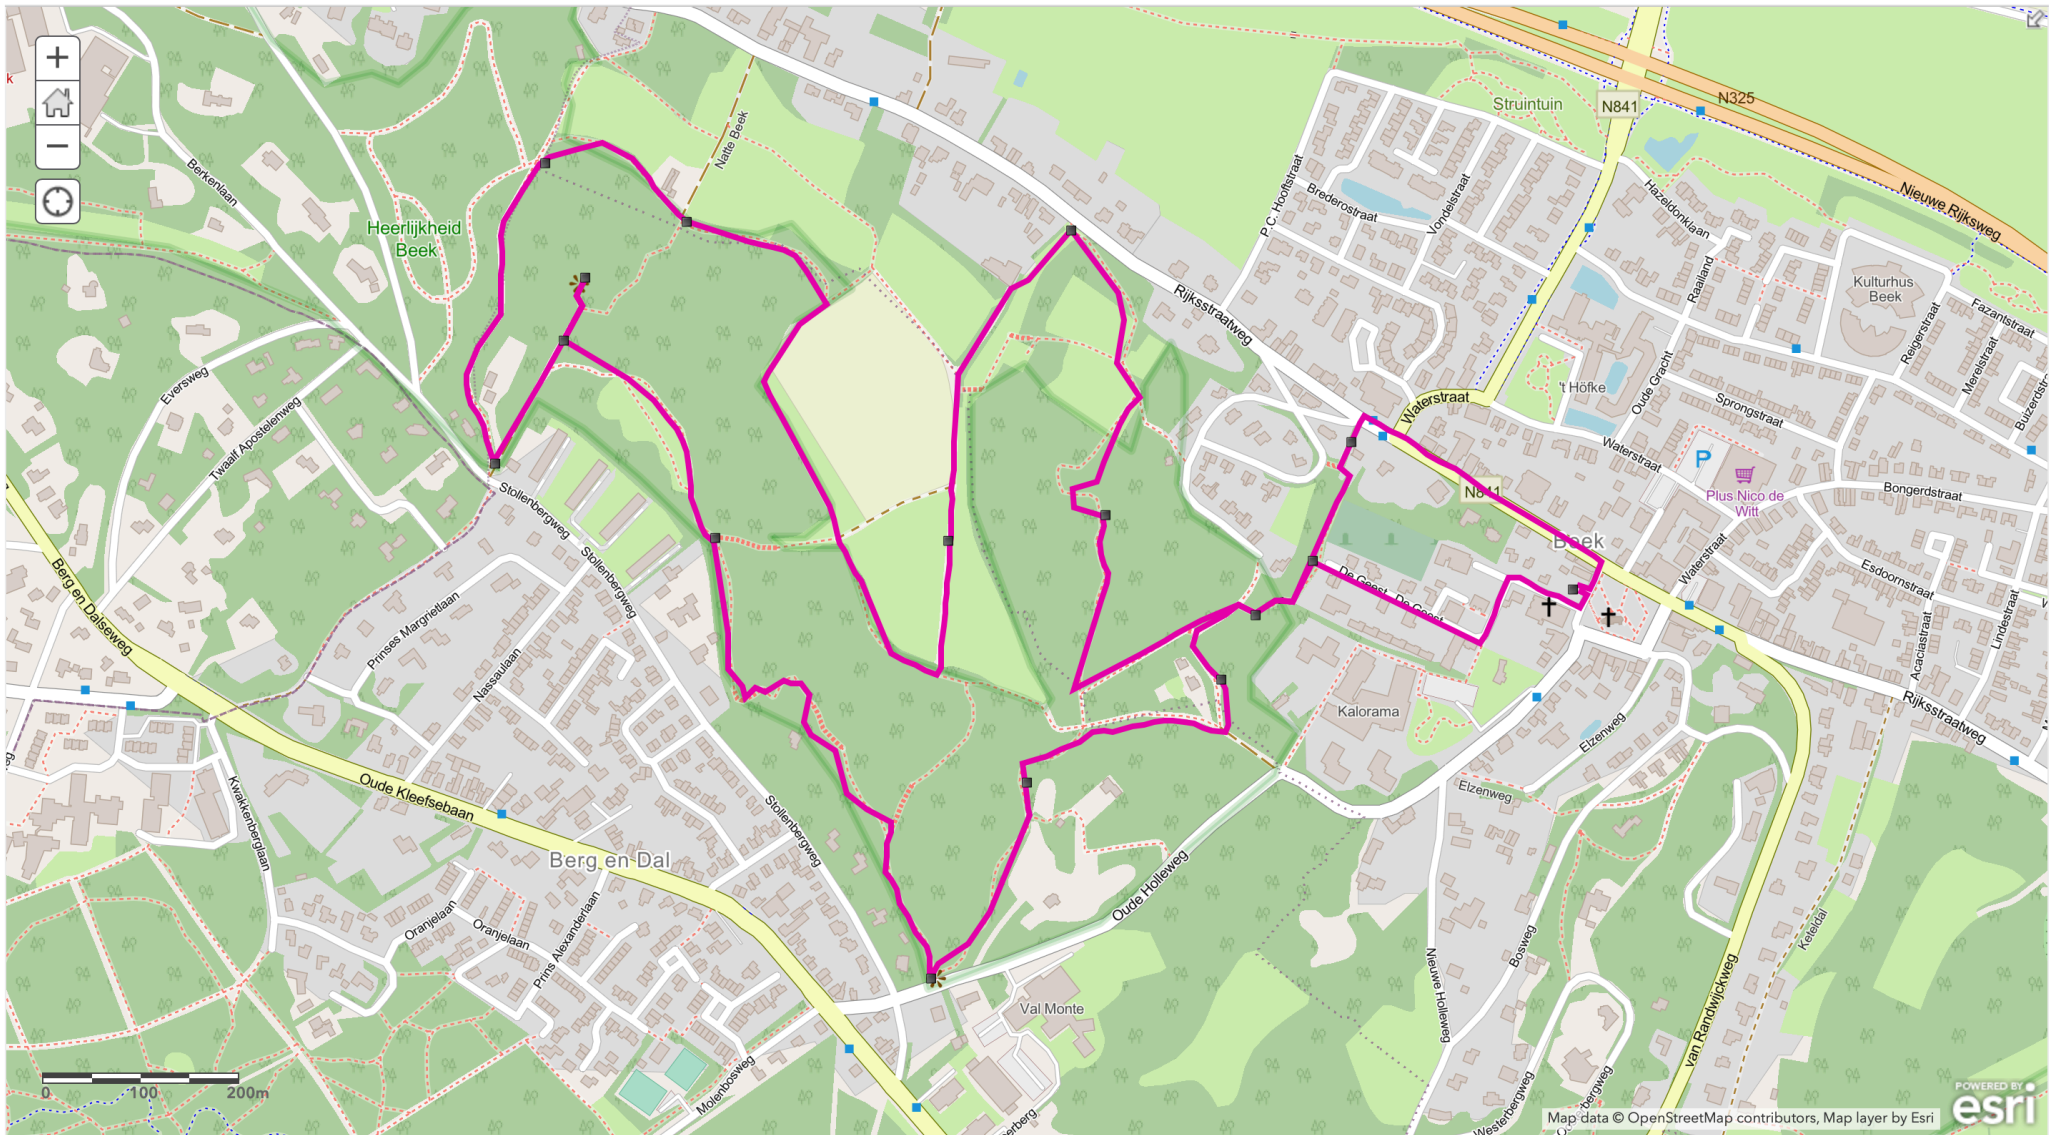 k
+
−
Berkenlaan
Heerlijkheid
Beek
Natte Beek
Struintuin
N841
N325
P.C. Hooftstraat
Brederostraat
Vondelstraat
Hazeldonklaan
Nieuwe Rijksweg
Raailand
Kulturhus
Beek
Fazantstraat
Reigerstraat
Merelstraat
Buizerdstr
Rijksstraatweg
't Höfke
Oude Gracht
Sprongstraat
Waterstraat
Waterstraat
P
Plus Nico de
Witt
Bongerdstraat
N841
Beek
Waterstraat
Esdoornstraat
Lindestraat
Acaciastraat
Eversweg
Twaalf Apostelenweg
Stollenbergweg
Stollenbergweg
Berg en Dalseweg
Prinses Margrietlaan
Nassaulaan
De Geest
De Geest
Kalorama
Elzenweg
Elzenweg
Rijksstraatweg
Oude Kleefsebaan
Kwakkenberglaan
Stollenbergweg
Berg en Dal
Oude Holleweg
Oranjelaan
Oranjelaan
Prins Alexanderlaan
Nieuwe Holleweg
Bosweg
Keteldal
van Randwijckweg
Val Monte
Molenbosweg
erberg
Westerbergweg
0 100 200m
Map data © OpenStreetMap contributors, Map layer by Esri
POWERED BY
esri